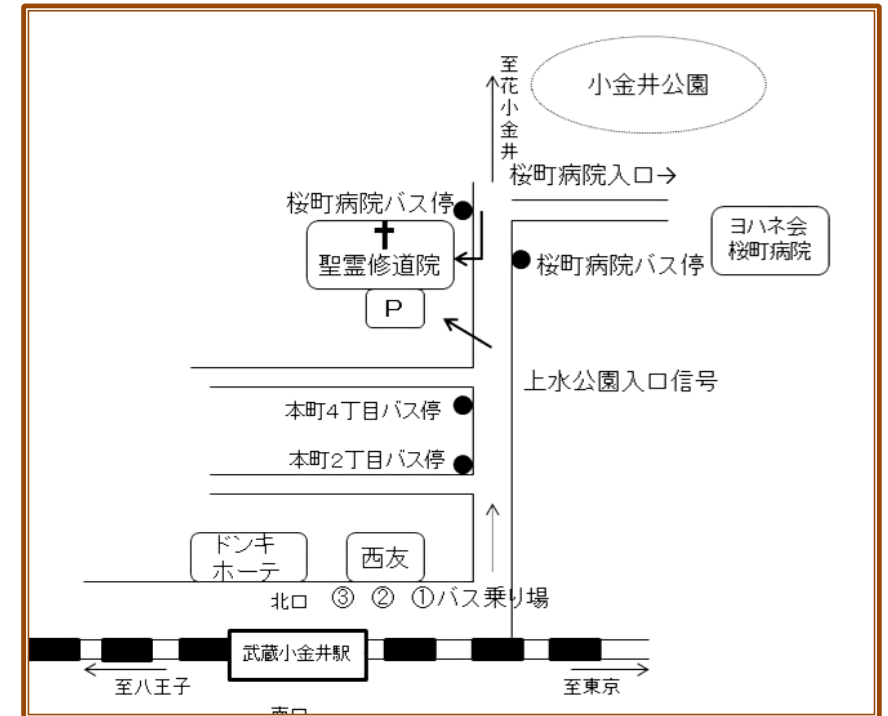 至花小金井
小金井公園
桜町病院入口→
桜町病院バス停
聖霊修道院
P
ヨハネ会
桜町病院
桜町病院バス停
上水公園入口信号
本町4丁目バス停
本町2丁目バス停
ドンキ
ホーテ
西友
北口 ③ ② ①バス乗り場
武蔵小金井駅
至八王子
至東京
南口